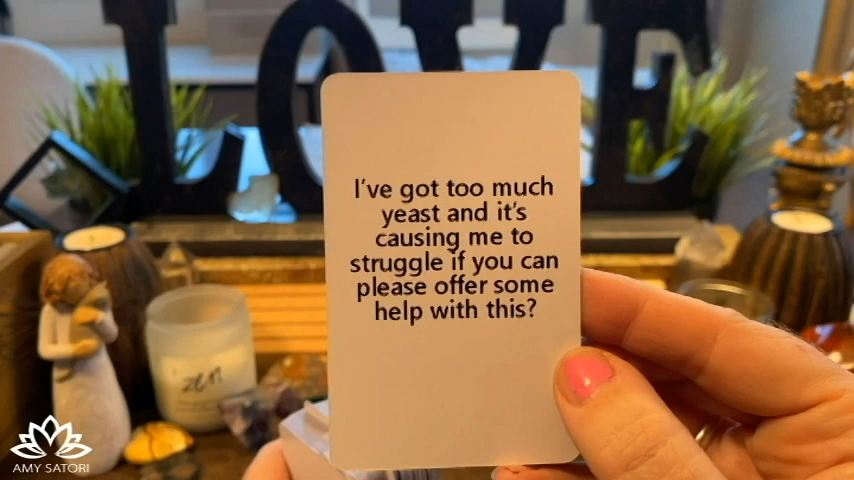 LOVE
I've got too much
yeast and it's
causing me to
struggle if you can
please offer some
help with this?
zen
AMY SATORI